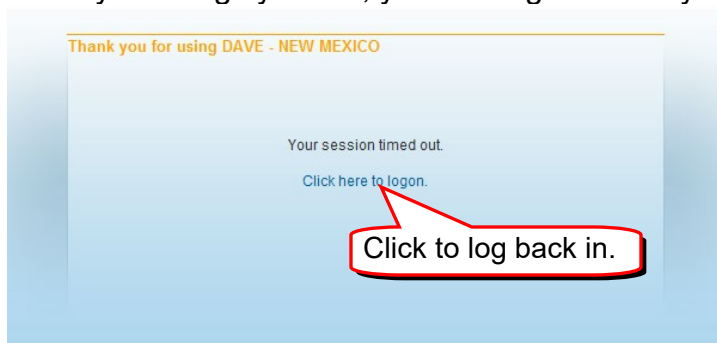 Thank you for using DAVE - NEW MEXICO
Your session timed out.
Click here to logon.
Click to log back in.